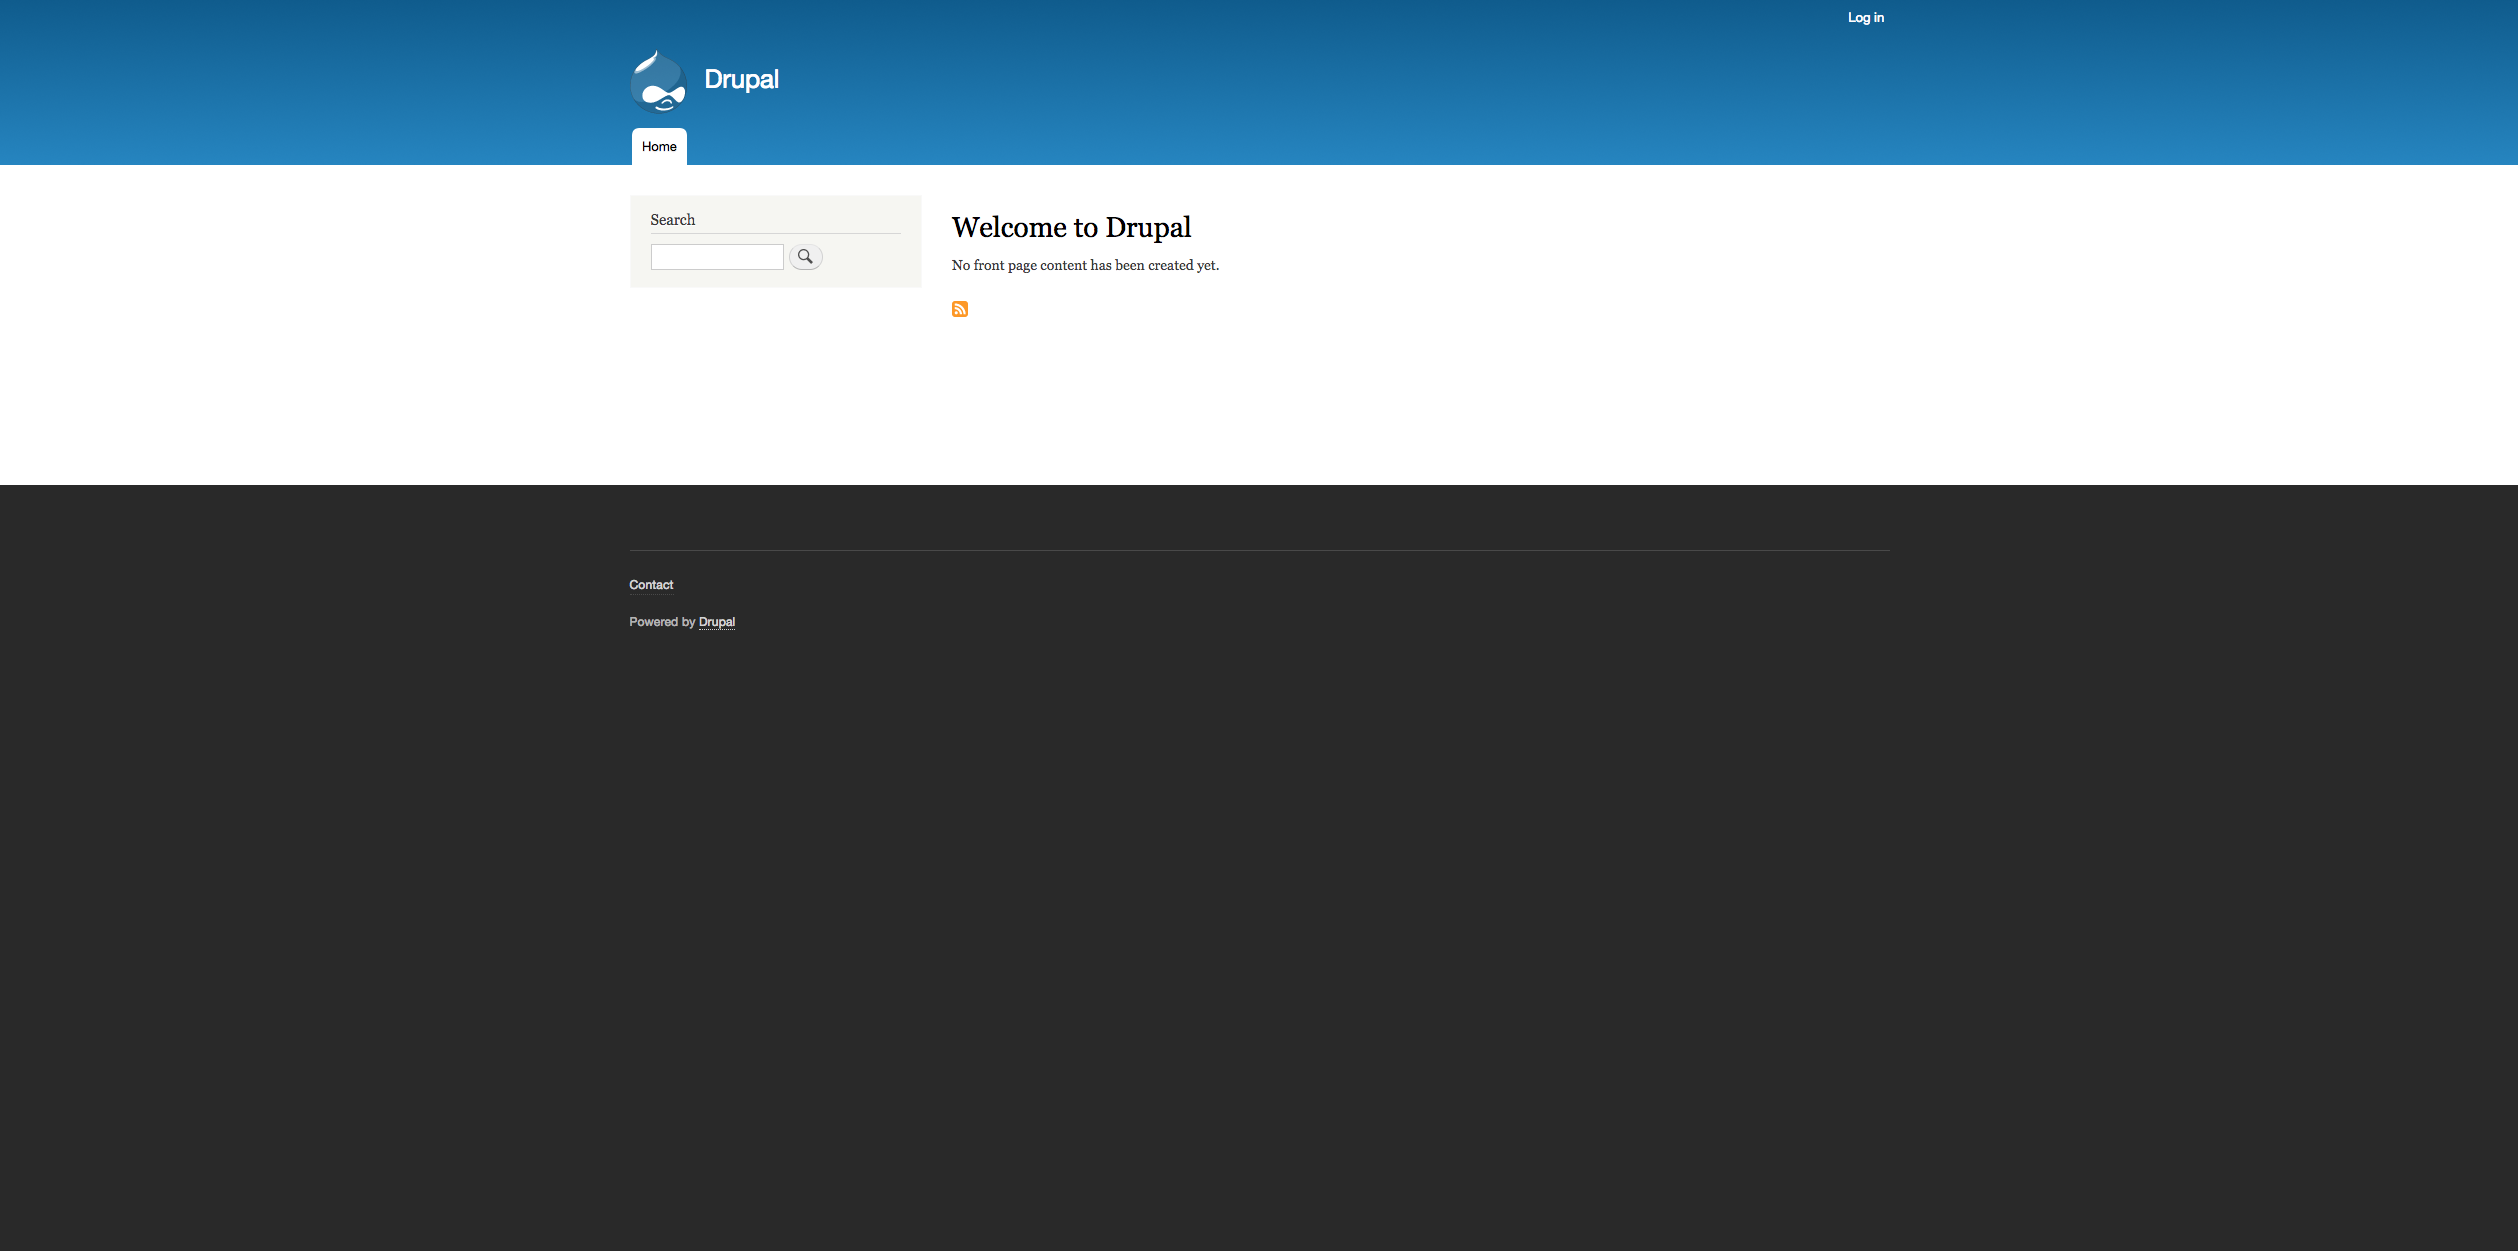 Log in
Drupal
Home
Search
Welcome to Drupal
No front page content has been created yet.
Contact
Powered by Drupal